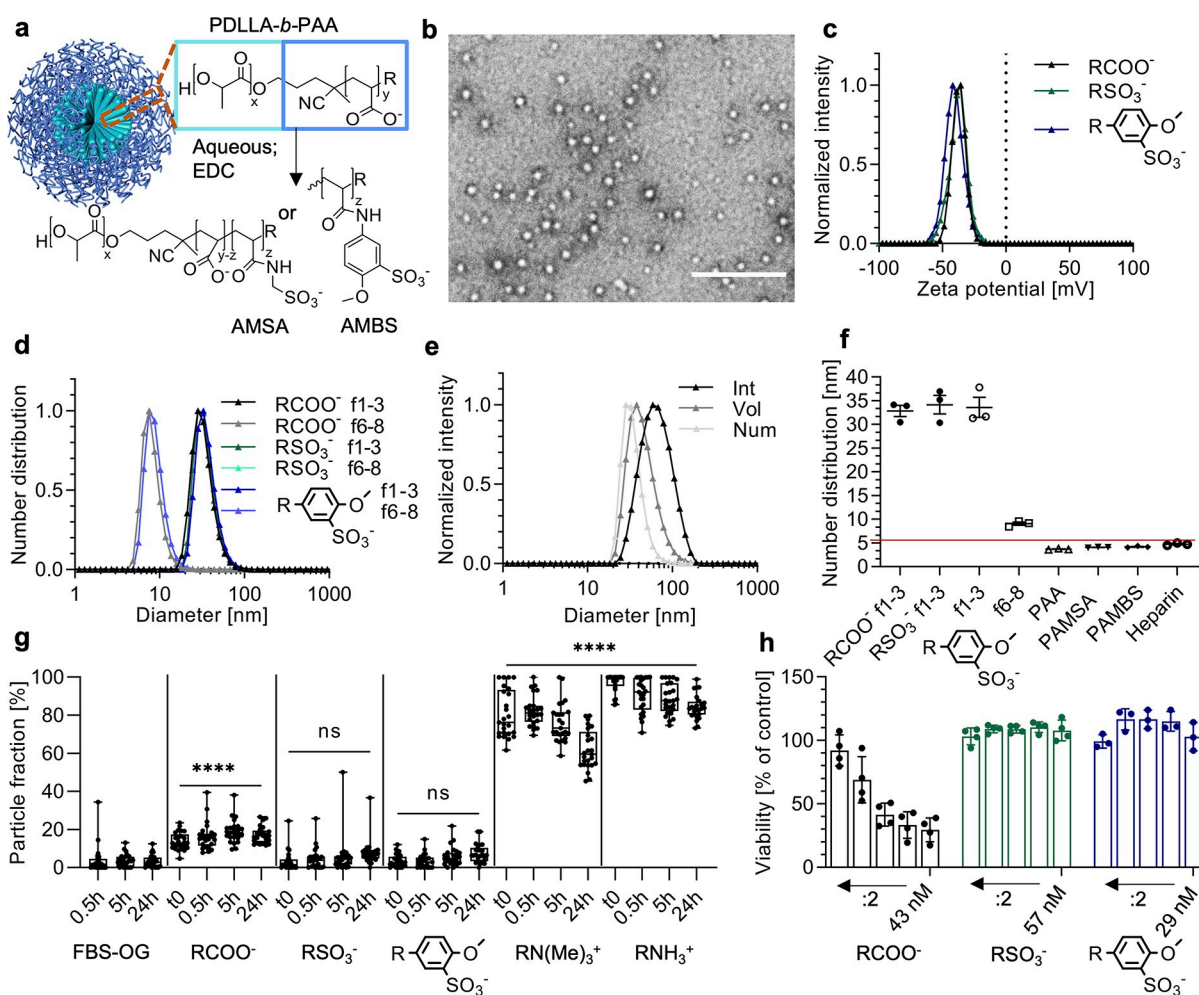 a
PDLLA-b-PAA
H
O
O
x
O
NC
R
y
O
O-
Aqueous;
EDC
or
R
z
O
NH
SO3-
O
AMBS
H
O
O
x
O
NC
O
O-
y-z
O
z
R
NH
SO3-
AMSA
b
c
Normalized intensity
1.0
0.5
0.0
-100 -50 0 50 100
Zeta potential [mV]
RCOO-
RSO3-
R
O
SO3-
d
Number distribution
1.0
0.5
0.0
1 10 100 1000
Diameter [nm]
RCOO- f1-3
RCOO- f6-8
RSO3- f1-3
RSO3- f6-8
R
O
SO3-
f1-3
f6-8
e
Normalized intensity
1.0
0.5
0.0
1 10 100 1000
Diameter [nm]
Int
Vol
Num
f
Number distribution [nm]
40
35
30
25
20
15
10
5
0
RCOO- f1-3
RSO3- f1-3
f1-3
f6-8
PAA
PAMSA
PAMBS
Heparin
R
O
SO3-
g
Particle fraction [%]
100
80
60
40
20
0
****
ns
ns
****
0.5h 5h 24h
t0 0.5h 5h 24h
t0 0.5h 5h 24h
t0 0.5h 5h 24h
t0 0.5h 5h 24h
t0 0.5h 5h 24h
FBS-OG
RCOO-
RSO3-
R
O
SO3-
RN(Me)3+
RNH3+
h
Viability [% of control]
150
100
50
0
:2
43 nM
:2
57 nM
:2
29 nM
RCOO-
RSO3-
R
O
SO3-